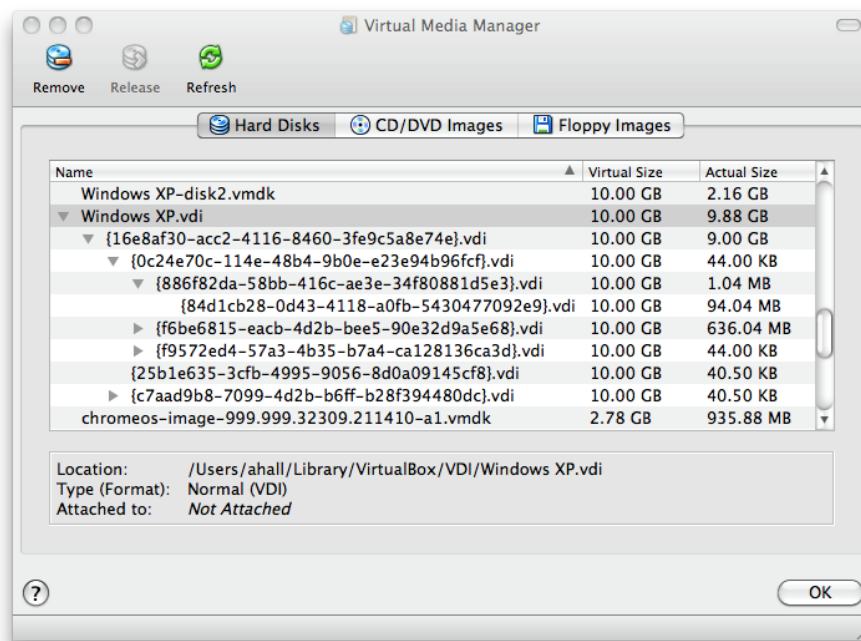 Virtual Media Manager
Remove Release Refresh
Hard Disks CD/DVD Images Floppy Images
Name Virtual Size Actual Size
Windows XP-disk2.vmdk 10.00 GB 2.16 GB
Windows XP.vdi 10.00 GB 9.88 GB
{16e8af30-acc2-4116-8460-3fe9c5a8e74e}.vdi 10.00 GB 9.00 GB
{0c24e70c-114e-48b4-9b0e-e23e94b96fcf}.vdi 10.00 GB 44.00 KB
{886f82da-58bb-416c-ae3e-34f80881d5e3}.vdi 10.00 GB 1.04 MB
{84d1cb28-0d43-4118-a0fb-5430477092e9}.vdi 10.00 GB 94.04 MB
{f6be6815-eacb-4d2b-bee5-90e32d9a5e68}.vdi 10.00 GB 636.04 MB
{f9572ed4-57a3-4b35-b7a4-ca128136ca3d}.vdi 10.00 GB 44.00 KB
{25b1e635-3cfb-4995-9056-8d0a09145cf8}.vdi 10.00 GB 40.50 KB
{c7aad9b8-7099-4d2b-b6ff-b28f394480dc}.vdi 10.00 GB 40.50 KB
chromeos-image-999.999.32309.211410-a1.vmdk 2.78 GB 935.88 MB
Location: /Users/ahall/Library/VirtualBox/VDI/Windows XP.vdi
Type (Format): Normal (VDI)
Attached to: Not Attached
? OK